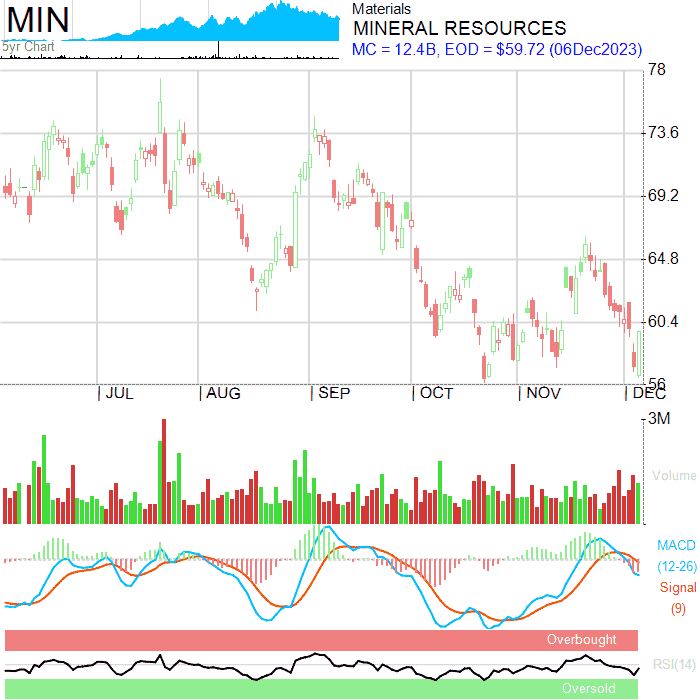 MIN
5yr Chart
Materials
MINERAL RESOURCES
MC = 12.4B, EOD = $59.72 (06Dec2023)
78
73.6
69.2
64.8
60.4
56
JUL AUG SEP OCT NOV DEC
3M
Volume
MACD
(12-26)
Signal
(9)
Overbought
RSI(14)
Oversold